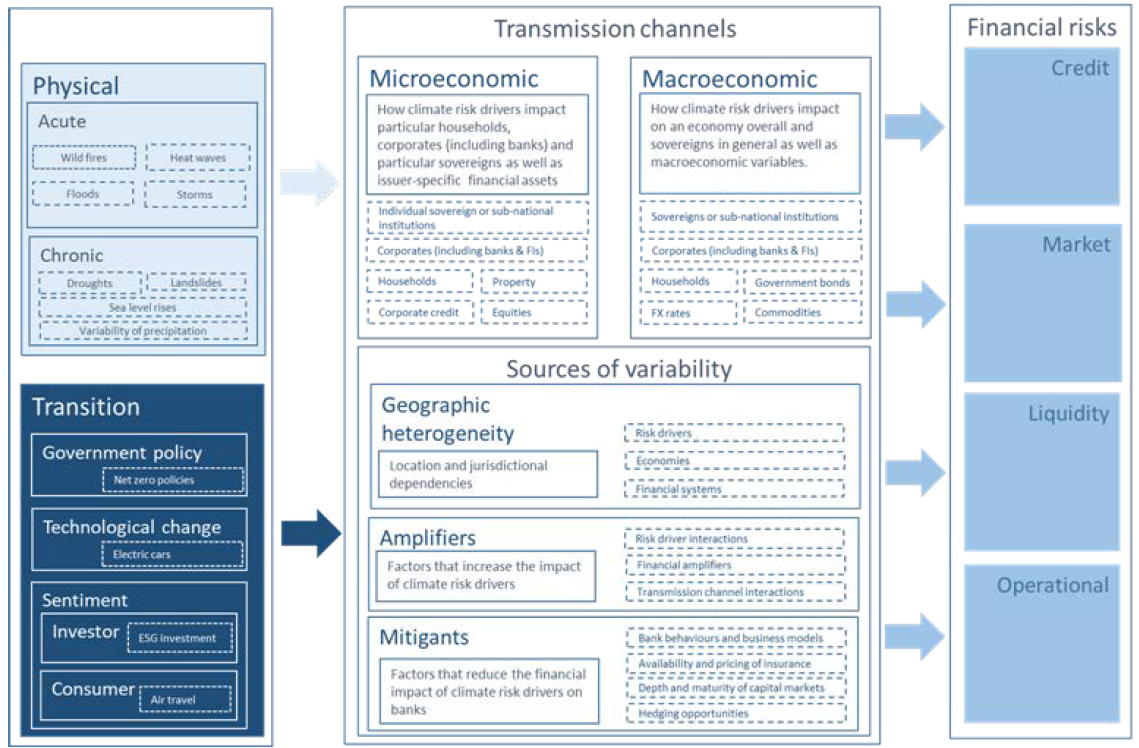 Physical
Acute
Wild fires
Heat waves
Floods
Storms
Chronic
Droughts
Landslides
Sea level rises
Variability of precipitation
Transition
Government policy
Net zero policies
Technological change
Electric cars
Sentiment
Investor
ESG investment
Consumer
Air travel
Transmission channels
Microeconomic
How climate risk drivers impact
particular households,
corporates (including banks) and
particular sovereigns as well as
issuer-specific financial assets
Individual sovereign or sub-national
institutions
Corporates (including banks & FIs)
Households
Property
Corporate credit
Equities
Macroeconomic
How climate risk drivers impact
on an economy overall and
sovereigns in general as well as
macroeconomic variables.
Sovereigns or sub-national institutions
Corporates (including banks & FIs)
Households
Government bonds
FX rates
Commodities
Sources of variability
Geographic
heterogeneity
Location and jurisdictional
dependencies
Risk drivers
Economies
Financial systems
Amplifiers
Factors that increase the impact
of climate risk drivers
Risk driver interactions
Financial amplifiers
Transmission channel interactions
Mitigants
Factors that reduce the financial
impact of climate risk drivers on
banks
Bank behaviours and business models
Availability and pricing of insurance
Depth and maturity of capital markets
Hedging opportunities
Financial risks
Credit
Market
Liquidity
Operational